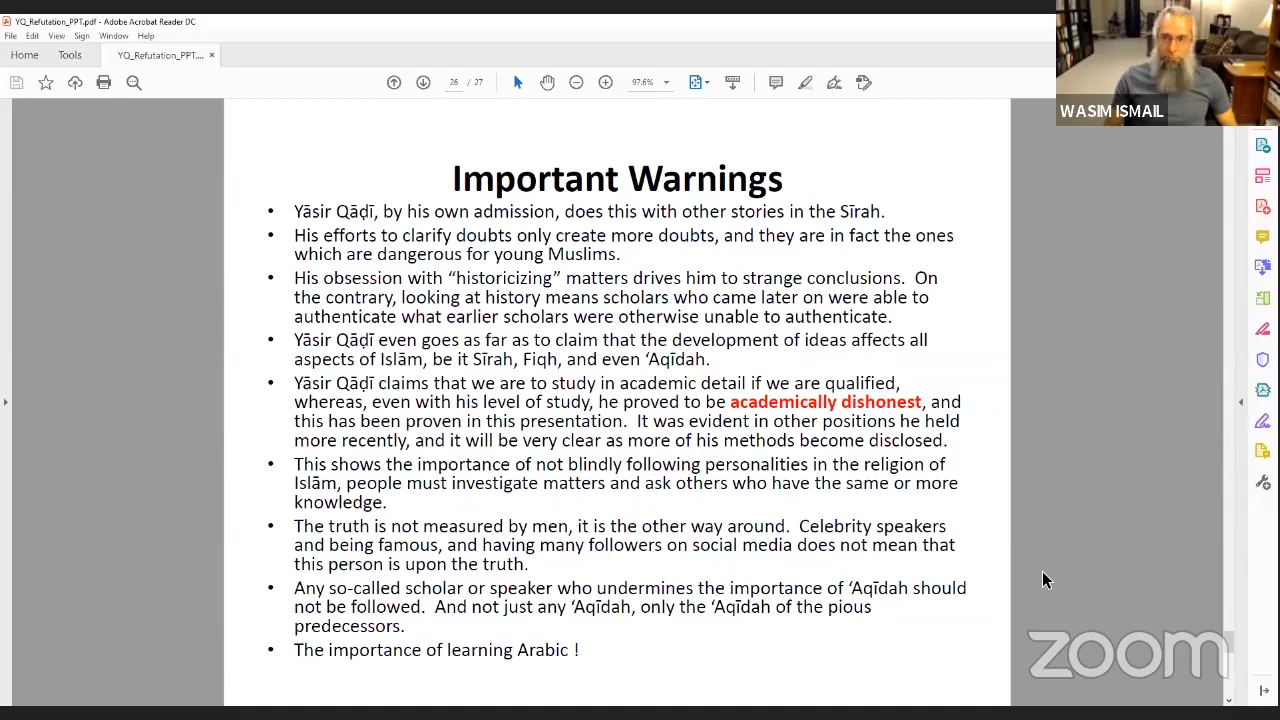 YQ_Refutation_PPT.pdf - Adobe Acrobat Reader DC
File Edit View Sign Window Help
Home Tools YQ_Refutation_PPT.... ×
26 / 27 97.6%
WASIM ISMAIL
Important Warnings
• Yāsir Qāḍī, by his own admission, does this with other stories in the Sīrah.
• His efforts to clarify doubts only create more doubts, and they are in fact the ones
which are dangerous for young Muslims.
• His obsession with “historicizing” matters drives him to strange conclusions. On
the contrary, looking at history means scholars who came later on were able to
authenticate what earlier scholars were otherwise unable to authenticate.
• Yāsir Qāḍī even goes as far as to claim that the development of ideas affects all
aspects of Islām, be it Sīrah, Fiqh, and even ‘Aqīdah.
• Yāsir Qāḍī claims that we are to study in academic detail if we are qualified,
whereas, even with his level of study, he proved to be academically dishonest, and
this has been proven in this presentation. It was evident in other positions he held
more recently, and it will be very clear as more of his methods become disclosed.
• This shows the importance of not blindly following personalities in the religion of
Islām, people must investigate matters and ask others who have the same or more
knowledge.
• The truth is not measured by men, it is the other way around. Celebrity speakers
and being famous, and having many followers on social media does not mean that
this person is upon the truth.
• Any so-called scholar or speaker who undermines the importance of ‘Aqīdah should
not be followed. And not just any ‘Aqīdah, only the ‘Aqīdah of the pious
predecessors.
• The importance of learning Arabic !
zoom